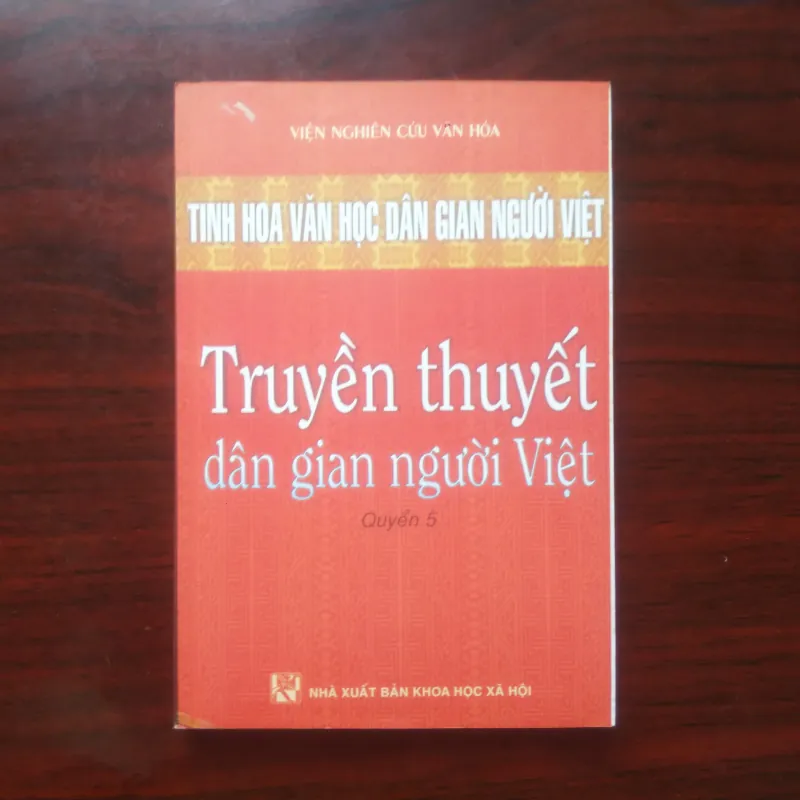 VIỆN NGHIÊN CỨU VĂN HÓA
TINH HOA VĂN HỌC DÂN GIAN NGƯỜI VIỆT
Truyền thuyết
dân gian người Việt
Quyển 5
NHÀ XUẤT BẢN KHOA HỌC XÃ HỘI